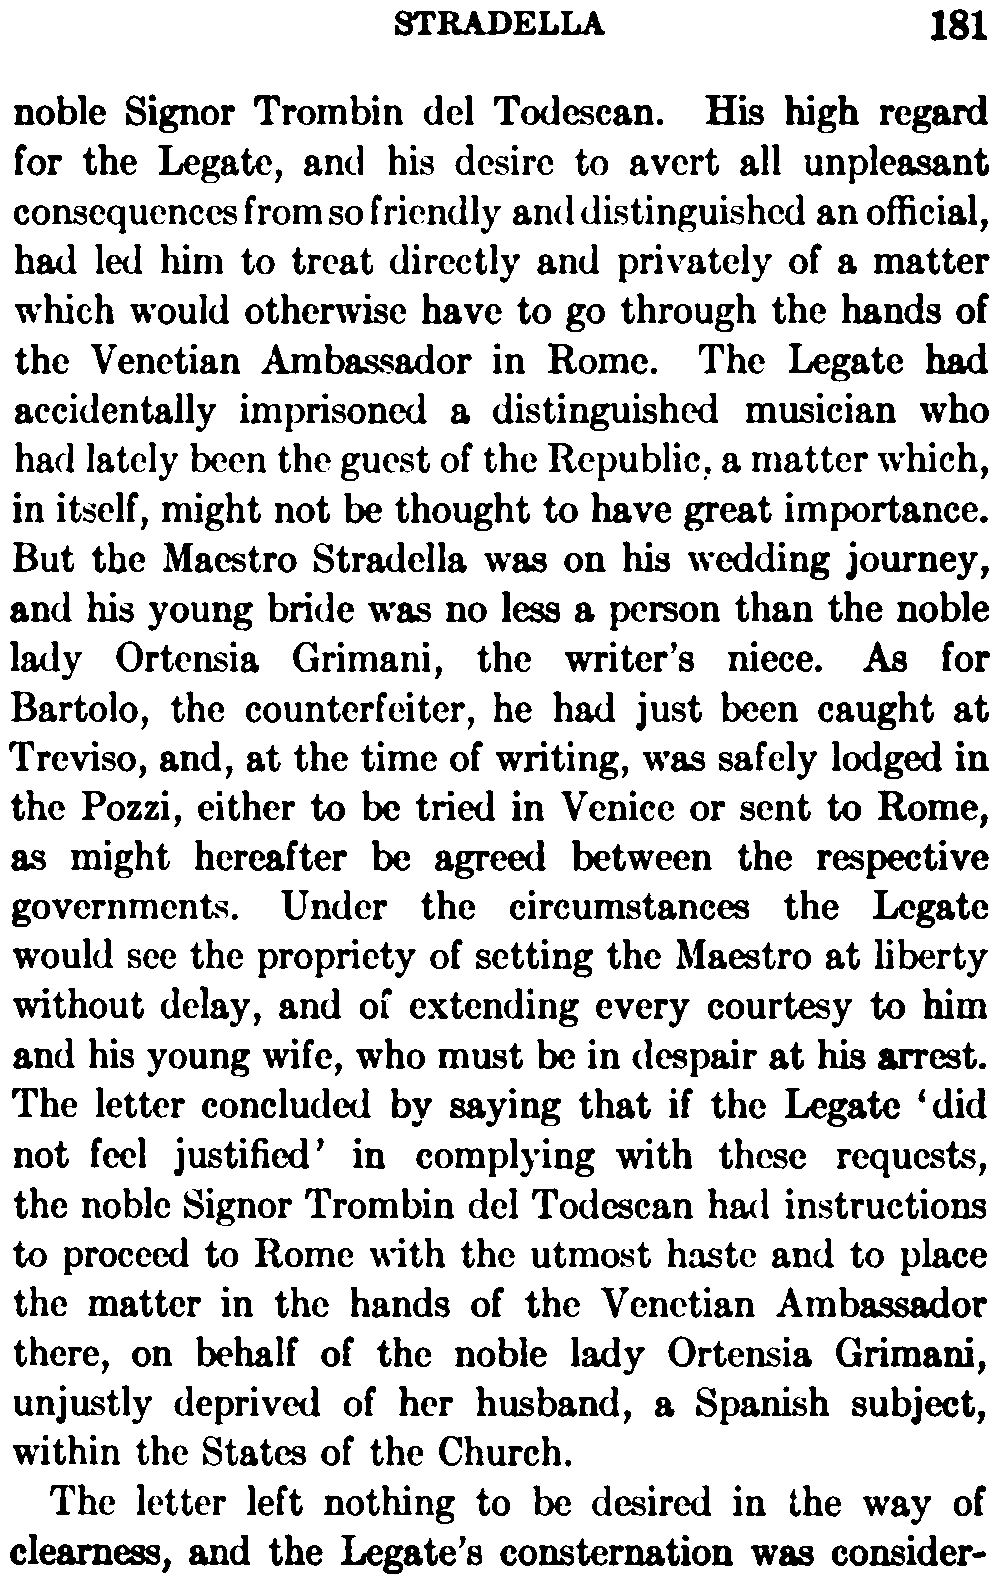 STRADELLA 181
noble Signor Trombin del Todescan. His high regard
for the Legate, and his desire to avert all unpleasant
consequences from so friendly and distinguished an official,
had led him to treat directly and privately of a matter
which would otherwise have to go through the hands of
the Venetian Ambassador in Rome. The Legate had
accidentally imprisoned a distinguished musician who
had lately been the guest of the Republic, a matter which,
in itself, might not be thought to have great importance.
But the Maestro Stradella was on his wedding journey,
and his young bride was no less a person than the noble
lady Ortensia Grimani, the writer's niece. As for
Bartolo, the counterfeiter, he had just been caught at
Treviso, and, at the time of writing, was safely lodged in
the Pozzi, either to be tried in Venice or sent to Rome,
as might hereafter be agreed between the respective
governments. Under the circumstances the Legate
would see the propriety of setting the Maestro at liberty
without delay, and of extending every courtesy to him
and his young wife, who must be in despair at his arrest.
The letter concluded by saying that if the Legate 'did
not feel justified' in complying with these requests,
the noble Signor Trombin del Todescan had instructions
to proceed to Rome with the utmost haste and to place
the matter in the hands of the Venetian Ambassador
there, on behalf of the noble lady Ortensia Grimani,
unjustly deprived of her husband, a Spanish subject,
within the States of the Church.
The letter left nothing to be desired in the way of
clearness, and the Legate's consternation was consider-